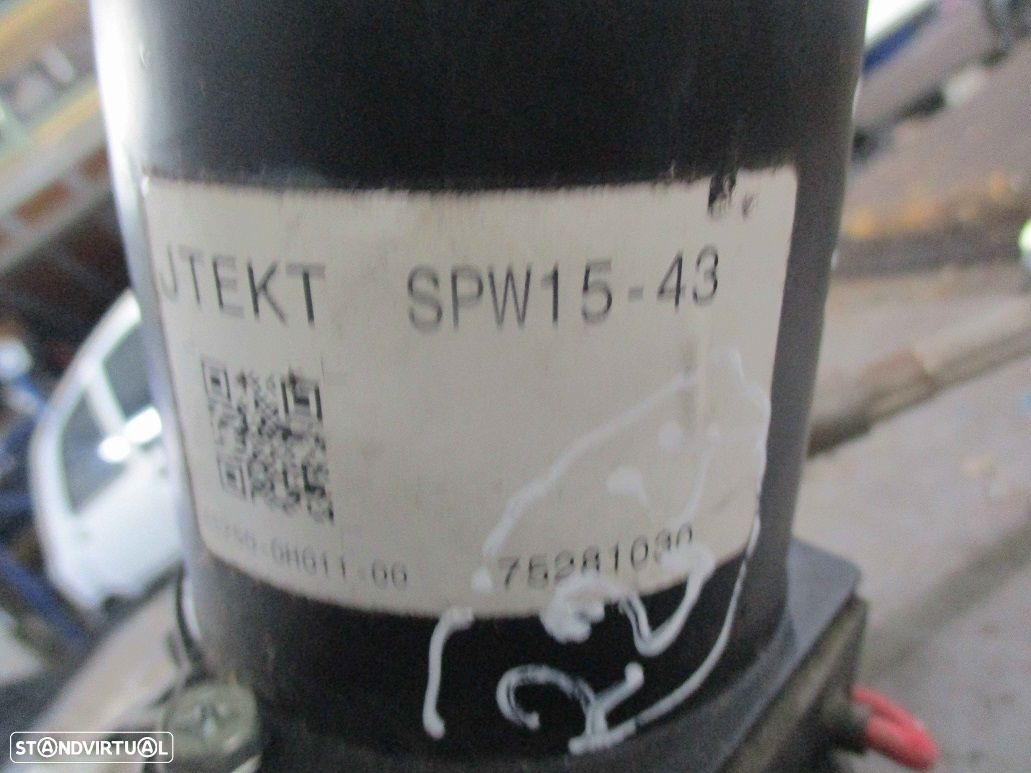 JTEKT SPW15-43
75281030
STANDVIRTUAL